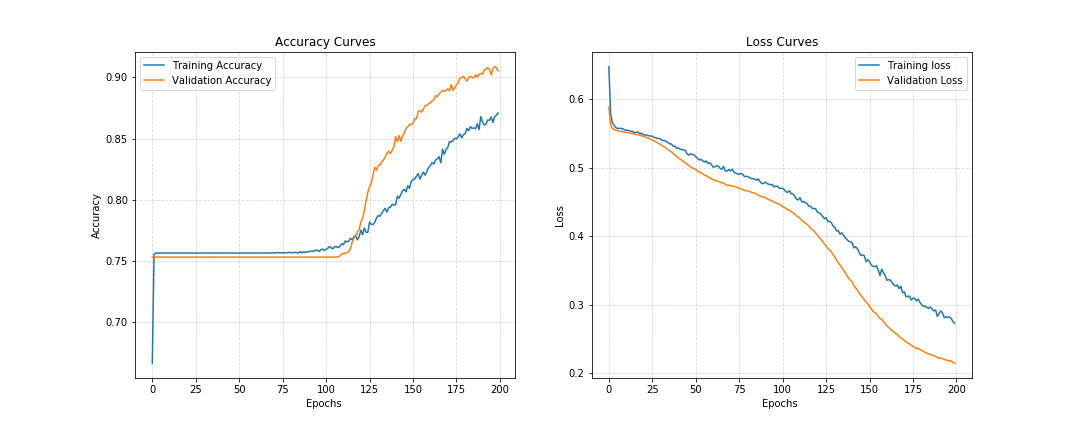 Accuracy Curves
Training Accuracy
Validation Accuracy
0.90
0.85
0.80
0.75
0.70
Accuracy
0 25 50 75 100 125 150 175 200
Epochs
Loss Curves
Training loss
Validation Loss
0.6
0.5
0.4
0.3
0.2
Loss
0 25 50 75 100 125 150 175 200
Epochs